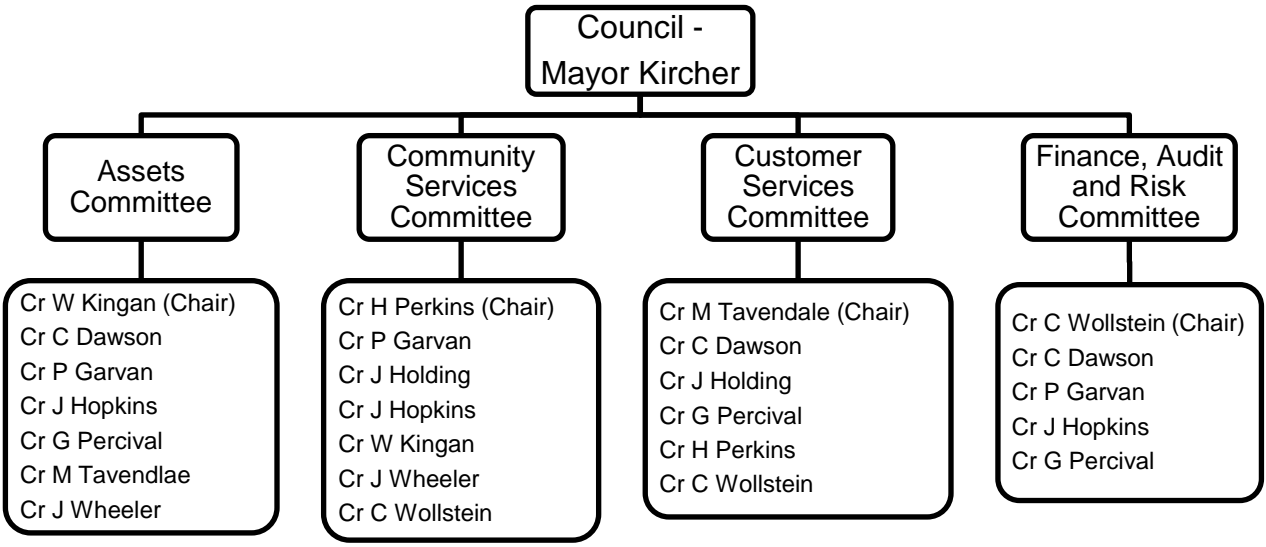 Council -
Mayor Kircher
Assets
Committee
Community
Services
Committee
Customer
Services
Committee
Finance, Audit
and Risk
Committee
Cr W Kingan (Chair)
Cr C Dawson
Cr P Garvan
Cr J Hopkins
Cr G Percival
Cr M Tavendlae
Cr J Wheeler
Cr H Perkins (Chair)
Cr P Garvan
Cr J Holding
Cr J Hopkins
Cr W Kingan
Cr J Wheeler
Cr C Wollstein
Cr M Tavendale (Chair)
Cr C Dawson
Cr J Holding
Cr G Percival
Cr H Perkins
Cr C Wollstein
Cr C Wollstein (Chair)
Cr C Dawson
Cr P Garvan
Cr J Hopkins
Cr G Percival